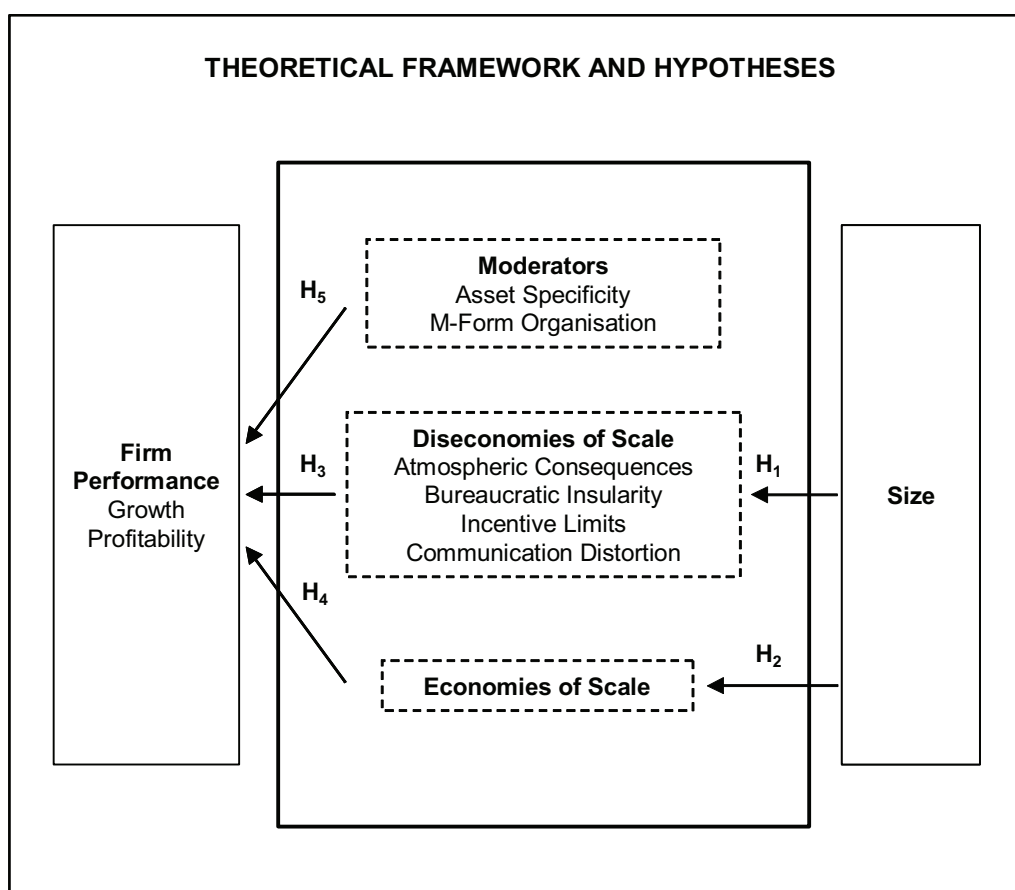 THEORETICAL FRAMEWORK AND HYPOTHESES
Moderators
Asset Specificity
M-Form Organisation
H5
Firm
Performance
Growth
Profitability
H3
Diseconomies of Scale
Atmospheric Consequences
Bureaucratic Insularity
Incentive Limits
Communication Distortion
H1
Size
H4
Economies of Scale
H2